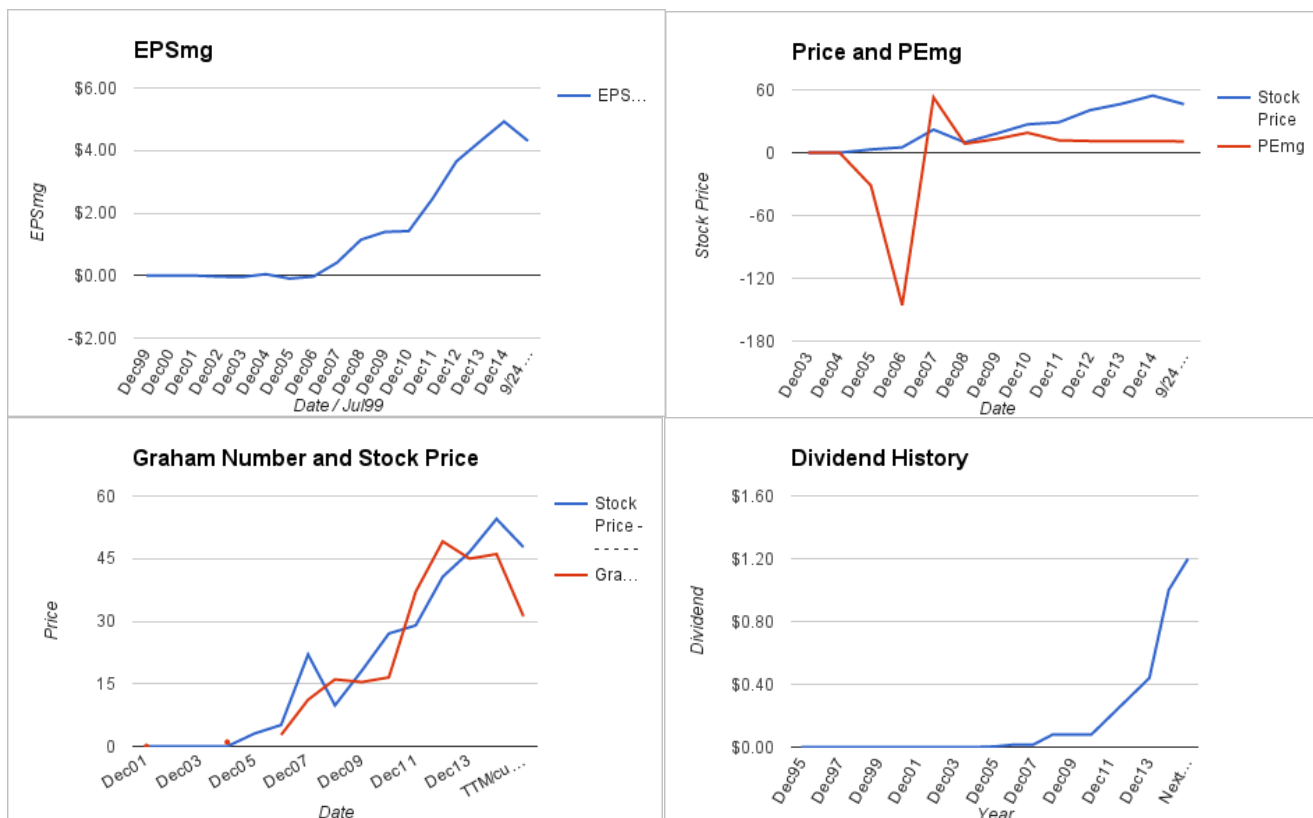 EPSmg
$6.00
$4.00
$2.00
$0.00
-$2.00
EPSmg
EPS...
Dec99
Dec00
Dec01
Dec02
Dec03
Dec04
Dec05
Dec06
Dec07
Dec08
Dec09
Dec10
Dec11
Dec12
Dec13
Dec14
9/24 ...
Date / Jul99
Price and PEmg
60
0
-60
-120
-180
Stock Price
Stock
Price
PEmg
Dec03
Dec04
Dec05
Dec06
Dec07
Dec08
Dec09
Dec10
Dec11
Dec12
Dec13
Dec14
9/24 ...
Date
Graham Number and Stock Price
60
45
30
15
0
Price
Stock
Price -
- - - - -
Gra...
Dec01
Dec03
Dec05
Dec07
Dec09
Dec11
Dec13
TTM/cu ...
Date
Dividend History
$1.60
$1.20
$0.80
$0.40
$0.00
Dividend
Dec95
Dec97
Dec99
Dec01
Dec03
Dec05
Dec07
Dec09
Dec11
Dec13
Next...
Year